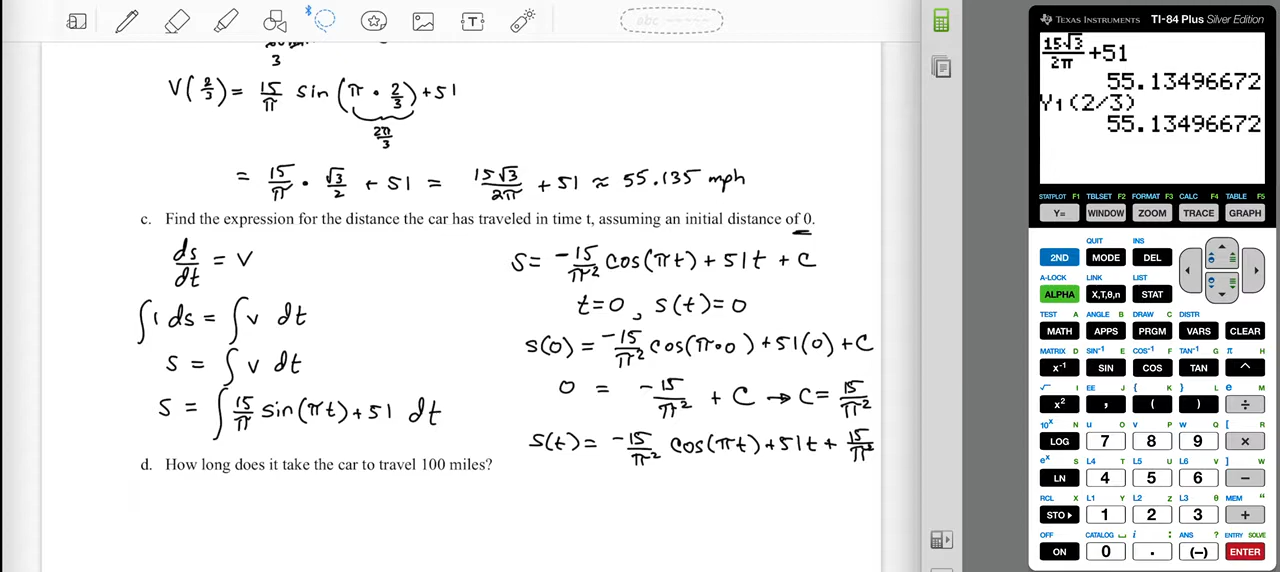 abc
3
V(2/3) = 15/π sin(π · 2/3) + 51
2π/3
= 15/π · √3/2 + 51 = 15√3/2π + 51 ≈ 55.135 mph
c. Find the expression for the distance the car has traveled in time t, assuming an initial distance of 0.
ds/dt = v
∫ 1 ds = ∫ v dt
s = ∫ v dt
s = ∫ 15/π sin(πt) + 51 dt
s = -15/π² cos(πt) + 51t + C
t=0, s(t)=0
s(0) = -15/π² cos(π·0) + 51(0) + C
0 = -15/π² + C → C = 15/π²
s(t) = -15/π² cos(πt) + 51t + 15/π²
d. How long does it take the car to travel 100 miles?
TEXAS INSTRUMENTS TI-84 Plus Silver Edition
15√3/2π +51
55.13496672
Y1(2/3)
55.13496672
STATPLOT F1 TBLSET F2 FORMAT F3 CALC F4 TABLE F5
Y= WINDOW ZOOM TRACE GRAPH
QUIT INS
2ND MODE DEL
A-LOCK LINK LIST
ALPHA X,T,θ,n STAT
TEST A ANGLE B DRAW C DISTR
MATH APPS PRGM VARS CLEAR
MATRIX D SIN⁻¹ E COS⁻¹ F TAN⁻¹ G π H
x⁻¹ SIN COS TAN ^
√ I EE J { K } L e M
x² , ( ) ÷
10ˣ N u O v P w Q [ R
LOG 7 8 9 ×
eˣ S L4 T L5 U L6 V ] W
LN 4 5 6 −
RCL X L1 Y L2 Z L3 θ MEM “
STO▸ 1 2 3 +
OFF CATALOG ␣ i : ANS ? ENTRY SOLVE
ON 0 . (−) ENTER